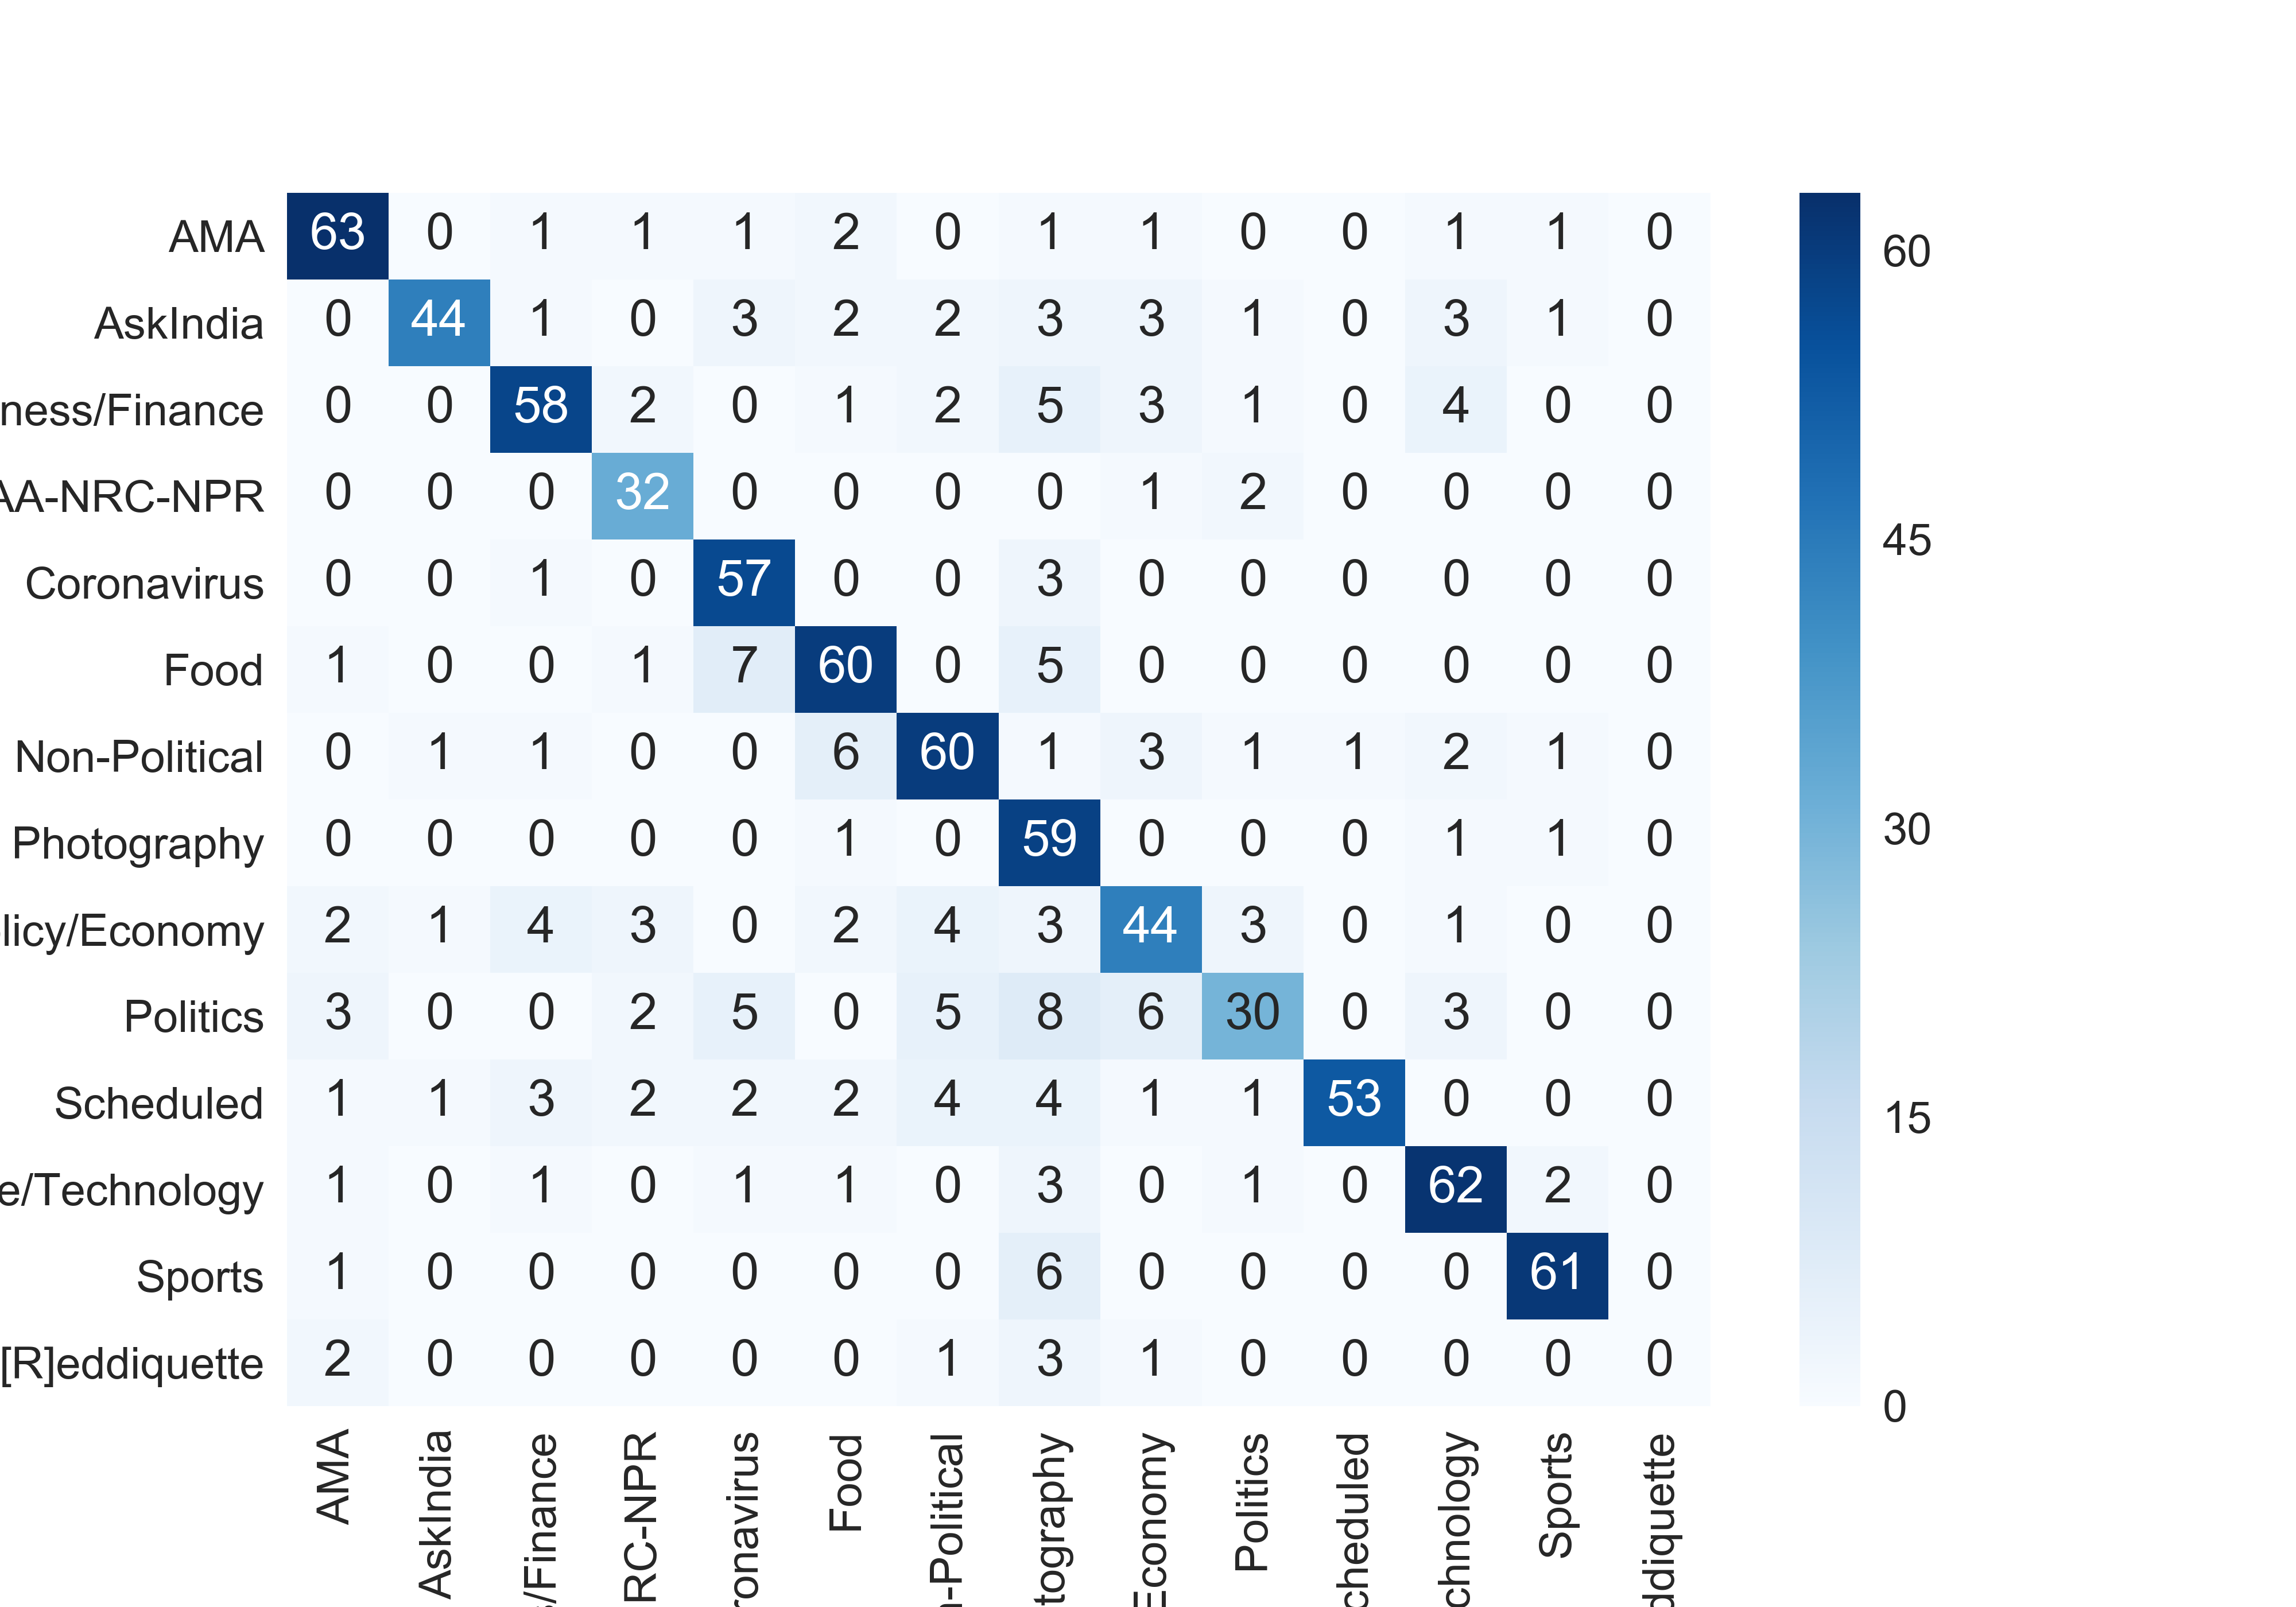 AMA 63 0 1 1 1 2 0 1 1 0 0 1 1 0
60
AskIndia 0 44 1 0 3 2 2 3 3 1 0 3 1 0
ness/Finance 0 0 58 2 0 1 2 5 3 1 0 4 0 0
AA-NRC-NPR 0 0 0 32 0 0 0 0 1 2 0 0 0 0
45
Coronavirus 0 0 1 0 57 0 0 3 0 0 0 0 0 0
Food 1 0 0 1 7 60 0 5 0 0 0 0 0 0
Non-Political 0 1 1 0 0 6 60 1 3 1 1 2 1 0
30
Photography 0 0 0 0 0 1 0 59 0 0 0 1 1 0
licy/Economy 2 1 4 3 0 2 4 3 44 3 0 1 0 0
Politics 3 0 0 2 5 0 5 8 6 30 0 3 0 0
Scheduled 1 1 3 2 2 2 4 4 1 1 53 0 0 0
15
e/Technology 1 0 1 0 1 1 0 3 0 1 0 62 2 0
Sports 1 0 0 0 0 0 0 6 0 0 0 0 61 0
[R]eddiquette 2 0 0 0 0 0 1 3 1 0 0 0 0 0
0
AMA
AskIndia
s/Finance
RC-NPR
ronavirus
Food
n-Political
tography
Economy
Politics
cheduled
chnology
Sports
ddiquette